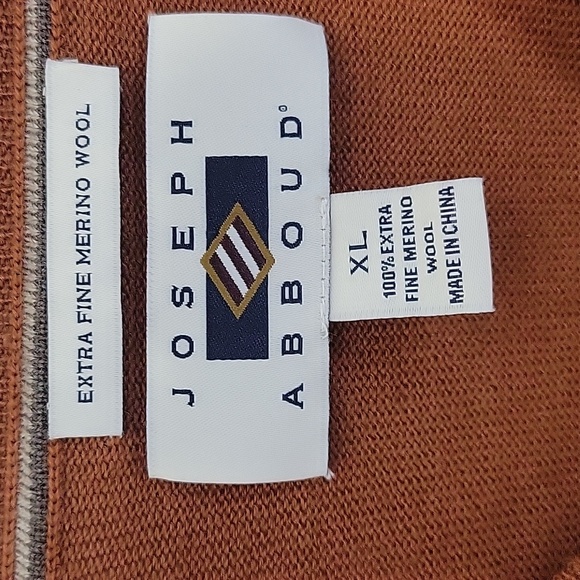 EXTRA FINE MERINO WOOL
JOSEPH
ABBOUD®
XL
100% EXTRA
FINE MERINO
WOOL
MADE IN CHINA